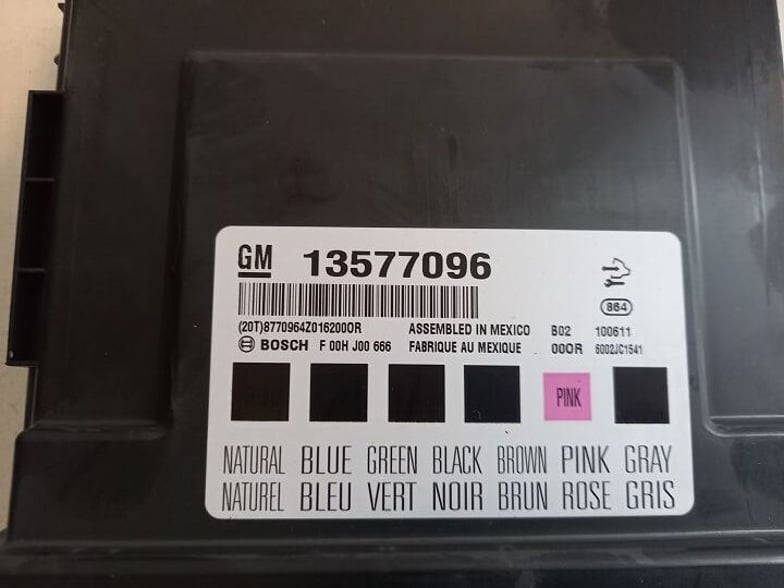 GM 13577096
864
(20T)8770964Z016200OR ASSEMBLED IN MEXICO B02 100611
BOSCH F 00H J00 666 FABRIQUE AU MEXIQUE 000R 6002JC1541
PINK
NATURAL BLUE GREEN BLACK BROWN PINK GRAY
NATUREL BLEU VERT NOIR BRUN ROSE GRIS